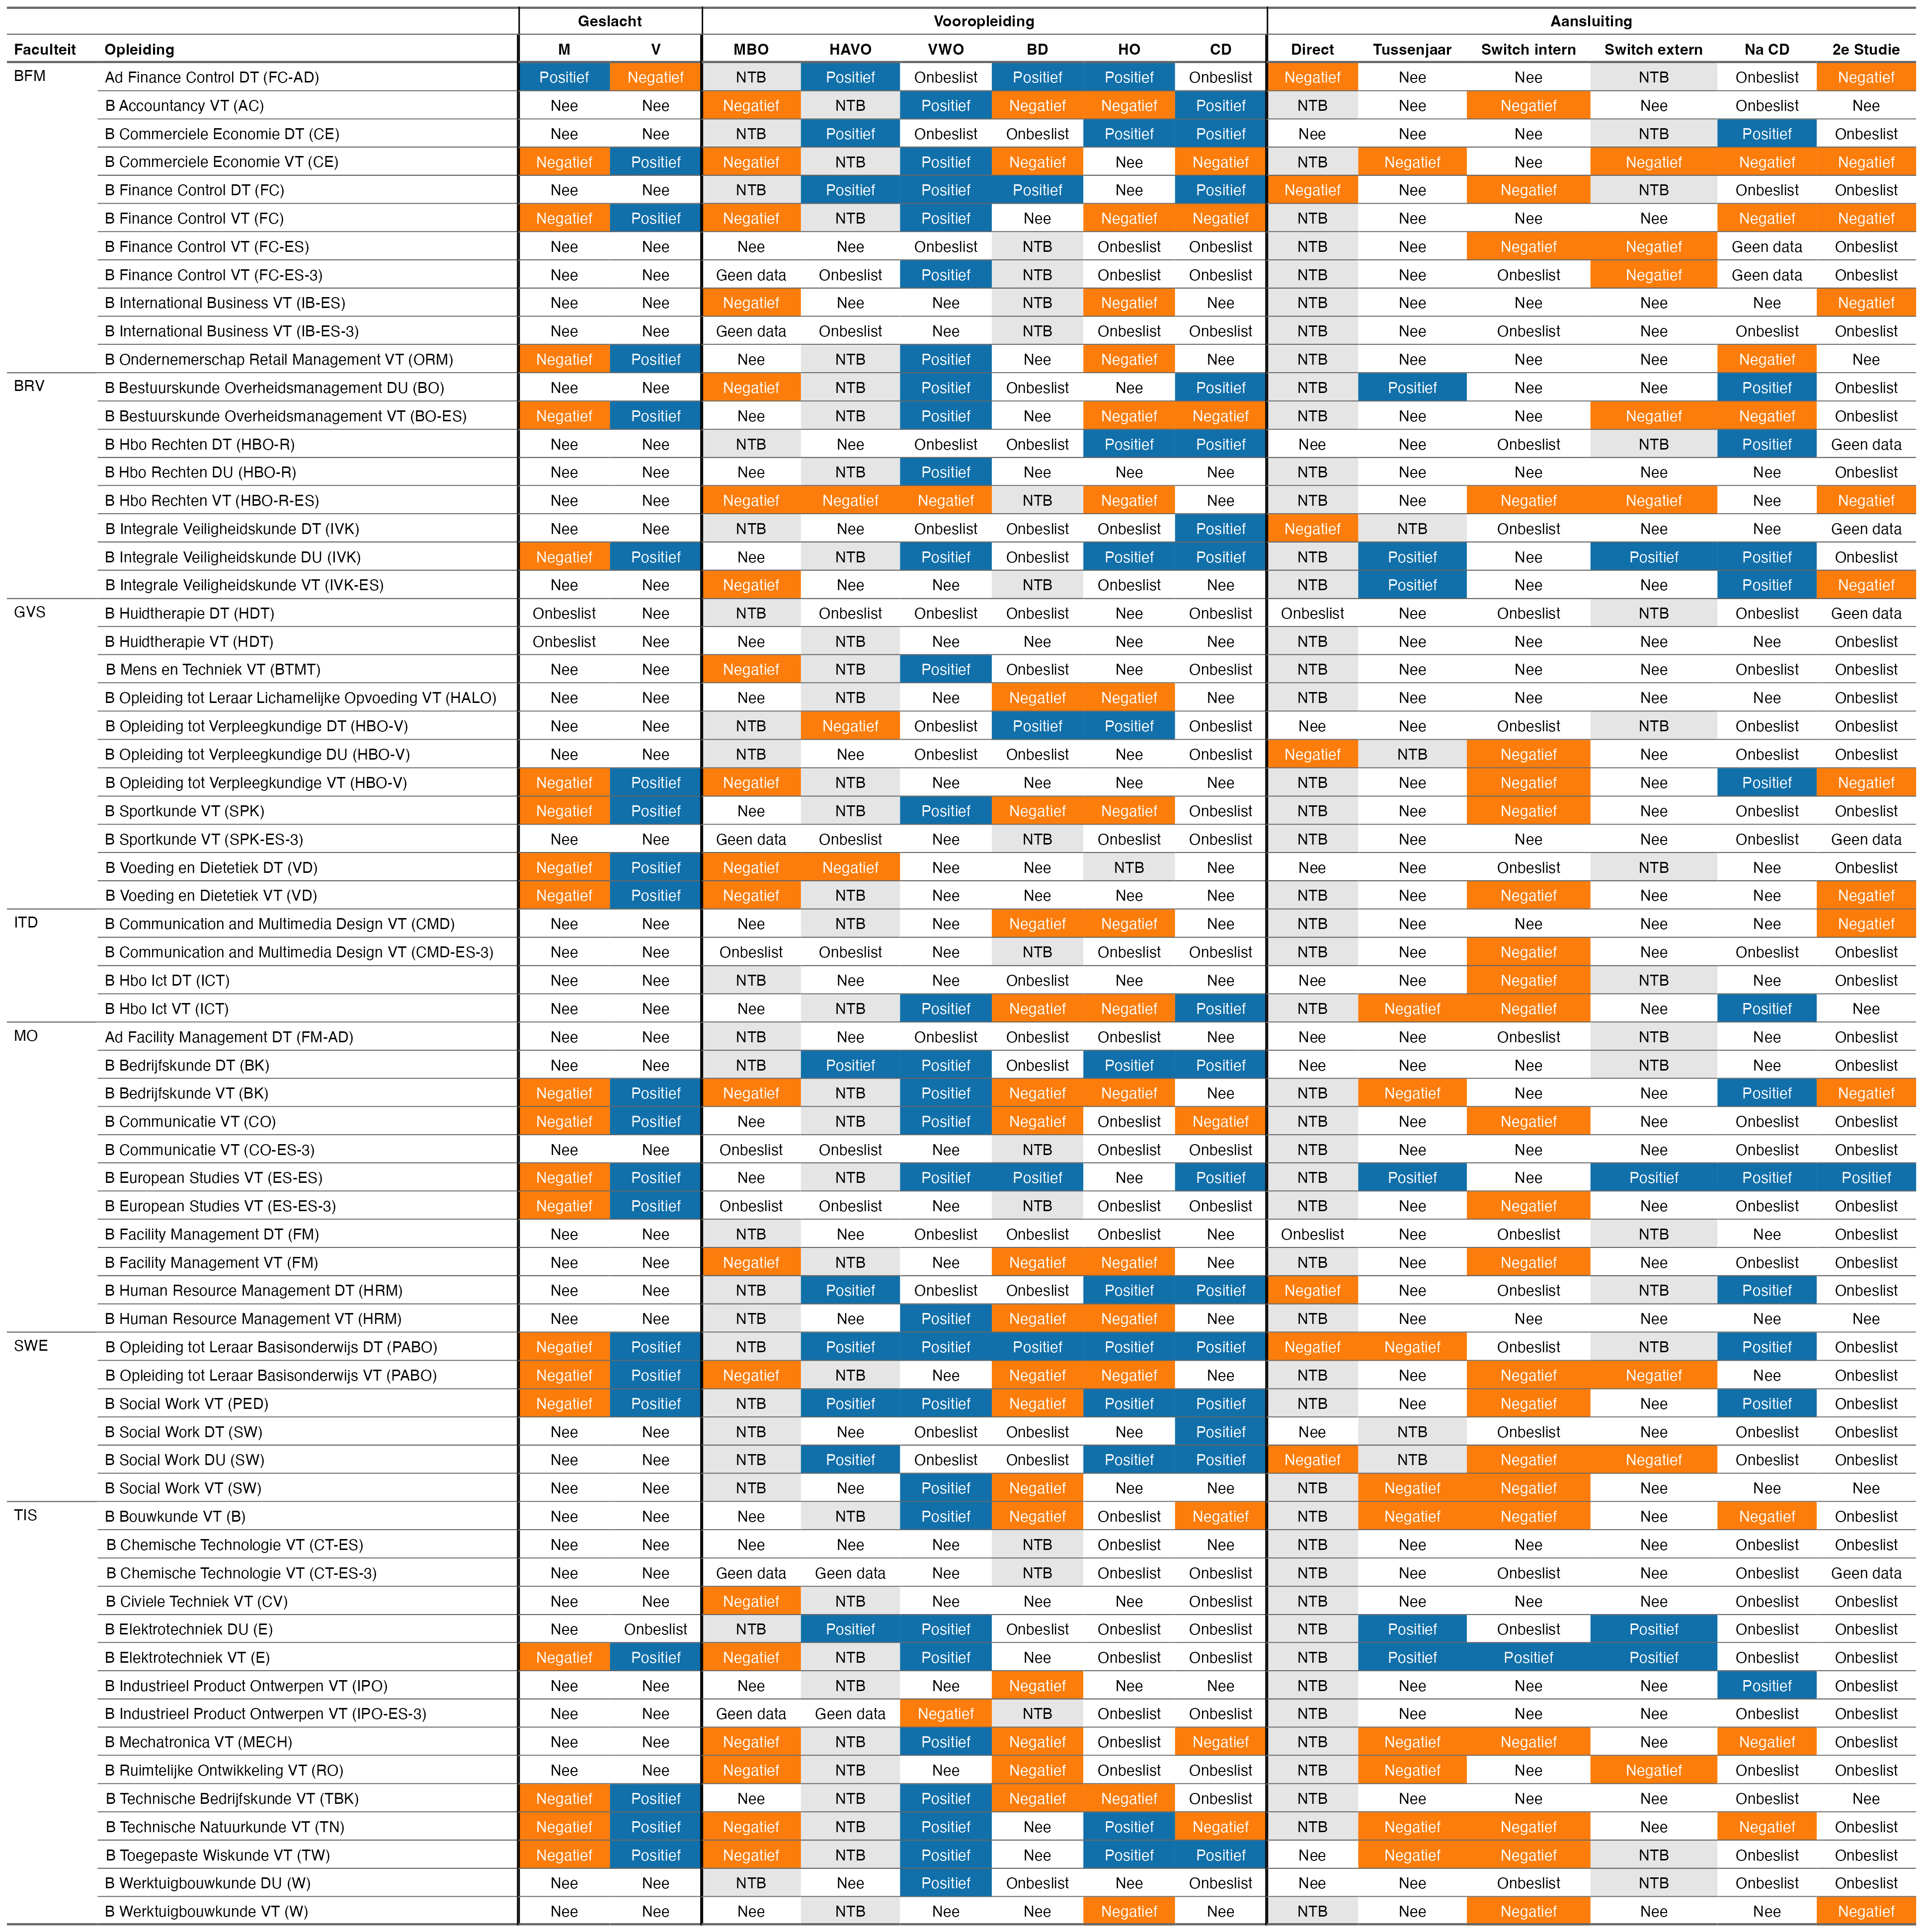 Geslacht Vooropleiding Aansluiting
Faculteit Opleiding M V MBO HAVO VWO BD HO CD Direct Tussenjaar Switch intern Switch extern Na CD 2e Studie
BFM Ad Finance Control DT (FC-AD) Positief Negatief NTB Positief Onbeslist Positief Positief Onbeslist Negatief Nee Nee NTB Onbeslist Negatief
B Accountancy VT (AC) Nee Nee Negatief NTB Positief Negatief Negatief Positief NTB Nee Negatief Nee Onbeslist Nee
B Commerciele Economie DT (CE) Nee Nee NTB Positief Onbeslist Onbeslist Positief Positief Nee Nee Nee NTB Positief Onbeslist
B Commerciele Economie VT (CE) Negatief Positief Negatief NTB Positief Negatief Nee Negatief NTB Negatief Nee Negatief Negatief Negatief
B Finance Control DT (FC) Nee Nee NTB Positief Positief Positief Nee Positief Negatief Nee Negatief NTB Onbeslist Onbeslist
B Finance Control VT (FC) Negatief Positief Negatief NTB Positief Nee Negatief Negatief NTB Nee Nee Nee Negatief Negatief
B Finance Control VT (FC-ES) Nee Nee Nee Nee Onbeslist NTB Onbeslist Onbeslist NTB Nee Negatief Negatief Geen data Onbeslist
B Finance Control VT (FC-ES-3) Nee Nee Geen data Onbeslist Positief NTB Onbeslist Onbeslist NTB Nee Onbeslist Negatief Geen data Onbeslist
B International Business VT (IB-ES) Nee Nee Negatief Nee Nee NTB Negatief Nee NTB Nee Nee Nee Nee Negatief
B International Business VT (IB-ES-3) Nee Nee Geen data Onbeslist Nee NTB Onbeslist Onbeslist NTB Nee Onbeslist Nee Onbeslist Onbeslist
B Ondernemerschap Retail Management VT (ORM) Negatief Positief Nee NTB Positief Nee Negatief Nee NTB Nee Nee Nee Negatief Nee
BRV B Bestuurskunde Overheidsmanagement DU (BO) Nee Nee Negatief NTB Positief Onbeslist Nee Positief NTB Positief Nee Nee Positief Onbeslist
B Bestuurskunde Overheidsmanagement VT (BO-ES) Negatief Positief Nee NTB Positief Nee Negatief Negatief NTB Nee Nee Negatief Negatief Onbeslist
B Hbo Rechten DT (HBO-R) Nee Nee NTB Nee Onbeslist Onbeslist Positief Positief Nee Nee Onbeslist NTB Positief Geen data
B Hbo Rechten DU (HBO-R) Nee Nee Nee NTB Positief Nee Nee Nee NTB Nee Nee Nee Nee Onbeslist
B Hbo Rechten VT (HBO-R-ES) Nee Nee Negatief Negatief Negatief NTB Negatief Nee NTB Nee Negatief Negatief Nee Negatief
B Integrale Veiligheidskunde DT (IVK) Nee Nee NTB Nee Onbeslist Onbeslist Onbeslist Positief Negatief NTB Onbeslist Nee Nee Geen data
B Integrale Veiligheidskunde DU (IVK) Negatief Positief Nee NTB Positief Onbeslist Positief Positief NTB Positief Nee Positief Positief Onbeslist
B Integrale Veiligheidskunde VT (IVK-ES) Nee Nee Negatief Nee Nee NTB Onbeslist Nee NTB Positief Nee Nee Positief Negatief
GVS B Huidtherapie DT (HDT) Onbeslist Nee NTB Onbeslist Onbeslist Onbeslist Nee Onbeslist Onbeslist Nee Onbeslist NTB Onbeslist Geen data
B Huidtherapie VT (HDT) Onbeslist Nee Nee NTB Nee Nee Nee Nee NTB Nee Nee Nee Nee Onbeslist
B Mens en Techniek VT (BTMT) Nee Nee Negatief NTB Positief Onbeslist Nee Onbeslist NTB Nee Nee Nee Onbeslist Onbeslist
B Opleiding tot Leraar Lichamelijke Opvoeding VT (HALO) Nee Nee Nee NTB Nee Negatief Negatief Nee NTB Nee Nee Nee Nee Onbeslist
B Opleiding tot Verpleegkundige DT (HBO-V) Nee Nee NTB Negatief Onbeslist Positief Positief Onbeslist Nee Nee Onbeslist NTB Onbeslist Onbeslist
B Opleiding tot Verpleegkundige DU (HBO-V) Nee Nee NTB Nee Onbeslist Onbeslist Nee Onbeslist Negatief NTB Negatief Nee Onbeslist Onbeslist
B Opleiding tot Verpleegkundige VT (HBO-V) Negatief Positief Negatief NTB Nee Nee Nee Nee NTB Nee Negatief Nee Positief Negatief
B Sportkunde VT (SPK) Negatief Positief Nee NTB Positief Negatief Negatief Onbeslist NTB Nee Negatief Nee Onbeslist Onbeslist
B Sportkunde VT (SPK-ES-3) Nee Nee Geen data Onbeslist Nee NTB Onbeslist Onbeslist NTB Nee Nee Nee Onbeslist Geen data
B Voeding en Dietetiek DT (VD) Negatief Positief Negatief Negatief Nee Nee NTB Nee Nee Nee Onbeslist NTB Nee Onbeslist
B Voeding en Dietetiek VT (VD) Negatief Positief Negatief NTB Nee Nee Nee Nee NTB Nee Negatief Nee Nee Negatief
ITD B Communication and Multimedia Design VT (CMD) Nee Nee Nee NTB Nee Negatief Negatief Nee NTB Nee Nee Nee Nee Negatief
B Communication and Multimedia Design VT (CMD-ES-3) Nee Nee Onbeslist Onbeslist Nee NTB Onbeslist Onbeslist NTB Nee Negatief Nee Onbeslist Onbeslist
B Hbo Ict DT (ICT) Nee Nee NTB Nee Nee Onbeslist Nee Nee Nee Nee Negatief NTB Nee Onbeslist
B Hbo Ict VT (ICT) Nee Nee Nee NTB Positief Negatief Negatief Positief NTB Negatief Negatief Nee Positief Nee
MO Ad Facility Management DT (FM-AD) Nee Nee NTB Nee Onbeslist Onbeslist Onbeslist Nee Nee Nee Onbeslist NTB Nee Onbeslist
B Bedrijfskunde DT (BK) Nee Nee NTB Positief Positief Onbeslist Positief Positief Nee Nee Nee NTB Nee Onbeslist
B Bedrijfskunde VT (BK) Negatief Positief Negatief NTB Positief Negatief Negatief Nee NTB Negatief Nee Nee Positief Negatief
B Communicatie VT (CO) Negatief Positief Nee NTB Positief Negatief Onbeslist Negatief NTB Nee Negatief Nee Onbeslist Onbeslist
B Communicatie VT (CO-ES-3) Nee Nee Onbeslist Onbeslist Nee NTB Onbeslist Onbeslist NTB Nee Nee Nee Onbeslist Onbeslist
B European Studies VT (ES-ES) Negatief Positief Nee NTB Positief Positief Nee Positief NTB Positief Nee Positief Positief Positief
B European Studies VT (ES-ES-3) Negatief Positief Onbeslist Onbeslist Nee NTB Onbeslist Onbeslist NTB Nee Negatief Nee Onbeslist Onbeslist
B Facility Management DT (FM) Nee Nee NTB Nee Onbeslist Onbeslist Onbeslist Nee Onbeslist Nee Onbeslist NTB Nee Onbeslist
B Facility Management VT (FM) Nee Nee Negatief NTB Nee Negatief Negatief Nee NTB Nee Negatief Nee Onbeslist Onbeslist
B Human Resource Management DT (HRM) Nee Nee NTB Positief Onbeslist Onbeslist Positief Positief Negatief Nee Onbeslist NTB Positief Onbeslist
B Human Resource Management VT (HRM) Nee Nee NTB Nee Positief Negatief Negatief Nee NTB Nee Nee Nee Nee Nee
SWE B Opleiding tot Leraar Basisonderwijs DT (PABO) Negatief Positief NTB Positief Positief Positief Positief Positief Negatief Negatief Onbeslist NTB Positief Onbeslist
B Opleiding tot Leraar Basisonderwijs VT (PABO) Negatief Positief Negatief NTB Nee Negatief Negatief Nee NTB Nee Negatief Negatief Nee Onbeslist
B Social Work VT (PED) Negatief Positief NTB Positief Positief Negatief Positief Positief NTB Nee Negatief Nee Positief Onbeslist
B Social Work DT (SW) Nee Nee NTB Nee Onbeslist Onbeslist Nee Positief Nee NTB Onbeslist Nee Onbeslist Onbeslist
B Social Work DU (SW) Nee Nee NTB Positief Onbeslist Onbeslist Positief Positief Negatief NTB Negatief Negatief Onbeslist Onbeslist
B Social Work VT (SW) Nee Nee NTB Nee Positief Negatief Nee Nee NTB Negatief Negatief Nee Nee Nee
TIS B Bouwkunde VT (B) Nee Nee Nee NTB Positief Negatief Onbeslist Negatief NTB Negatief Negatief Nee Negatief Onbeslist
B Chemische Technologie VT (CT-ES) Nee Nee Nee Nee Nee NTB Onbeslist Nee NTB Nee Nee Nee Onbeslist Onbeslist
B Chemische Technologie VT (CT-ES-3) Nee Nee Geen data Geen data Nee NTB Onbeslist Onbeslist NTB Nee Onbeslist Nee Onbeslist Geen data
B Civiele Techniek VT (CV) Nee Nee Negatief NTB Nee Nee Nee Onbeslist NTB Nee Nee Nee Onbeslist Onbeslist
B Elektrotechniek DU (E) Nee Onbeslist NTB Positief Positief Onbeslist Onbeslist Onbeslist NTB Positief Onbeslist Positief Onbeslist Onbeslist
B Elektrotechniek VT (E) Negatief Positief Negatief NTB Positief Nee Onbeslist Onbeslist NTB Positief Positief Positief Onbeslist Onbeslist
B Industrieel Product Ontwerpen VT (IPO) Nee Nee Nee NTB Nee Negatief Nee Nee NTB Nee Nee Nee Positief Onbeslist
B Industrieel Product Ontwerpen VT (IPO-ES-3) Nee Nee Geen data Geen data Negatief NTB Onbeslist Onbeslist NTB Nee Nee Nee Onbeslist Onbeslist
B Mechatronica VT (MECH) Nee Nee Negatief NTB Positief Negatief Onbeslist Negatief NTB Negatief Negatief Nee Negatief Onbeslist
B Ruimtelijke Ontwikkeling VT (RO) Nee Nee Negatief NTB Nee Negatief Onbeslist Onbeslist NTB Negatief Nee Negatief Onbeslist Onbeslist
B Technische Bedrijfskunde VT (TBK) Negatief Positief Nee NTB Positief Negatief Negatief Onbeslist NTB Nee Nee Nee Onbeslist Nee
B Technische Natuurkunde VT (TN) Negatief Positief Negatief NTB Positief Nee Positief Negatief NTB Negatief Negatief Nee Negatief Onbeslist
B Toegepaste Wiskunde VT (TW) Negatief Positief Negatief NTB Positief Nee Positief Positief Nee Negatief Negatief NTB Onbeslist Onbeslist
B Werktuigbouwkunde DU (W) Nee Nee NTB Nee Positief Onbeslist Nee Onbeslist Nee Nee Onbeslist NTB Onbeslist Onbeslist
B Werktuigbouwkunde VT (W) Nee Nee Nee NTB Nee Nee Negatief Nee NTB Nee Negatief Nee Nee Negatief